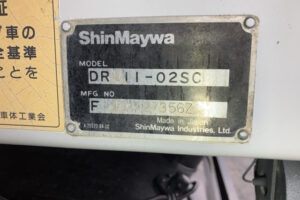 証
車の
全基準
ことを
車体工業会
ShinMaywa
MODEL
DR 11-02SC
MFG NO
F
Made in Japan
ShinMaywa Industries, Ltd.